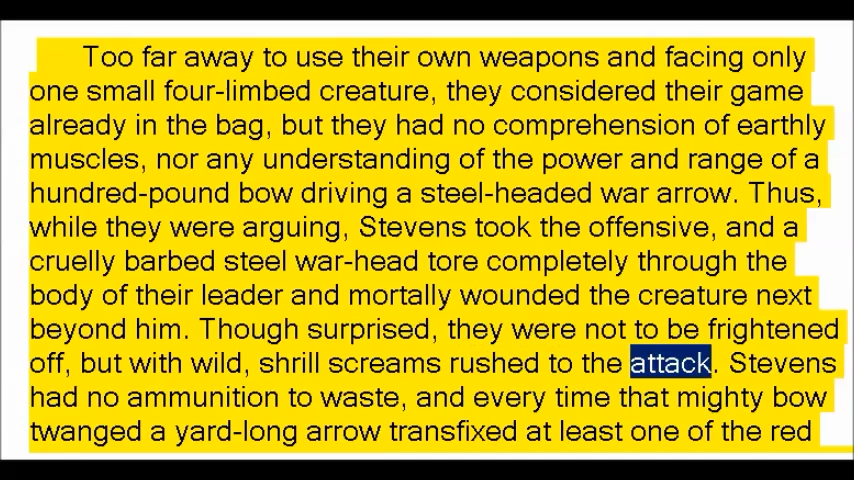 Too far away to use their own weapons and facing only
one small four-limbed creature, they considered their game
already in the bag, but they had no comprehension of earthly
muscles, nor any understanding of the power and range of a
hundred-pound bow driving a steel-headed war arrow. Thus,
while they were arguing, Stevens took the offensive, and a
cruelly barbed steel war-head tore completely through the
body of their leader and mortally wounded the creature next
beyond him. Though surprised, they were not to be frightened
off, but with wild, shrill screams rushed to the attack. Stevens
had no ammunition to waste, and every time that mighty bow
twanged a yard-long arrow transfixed at least one of the red